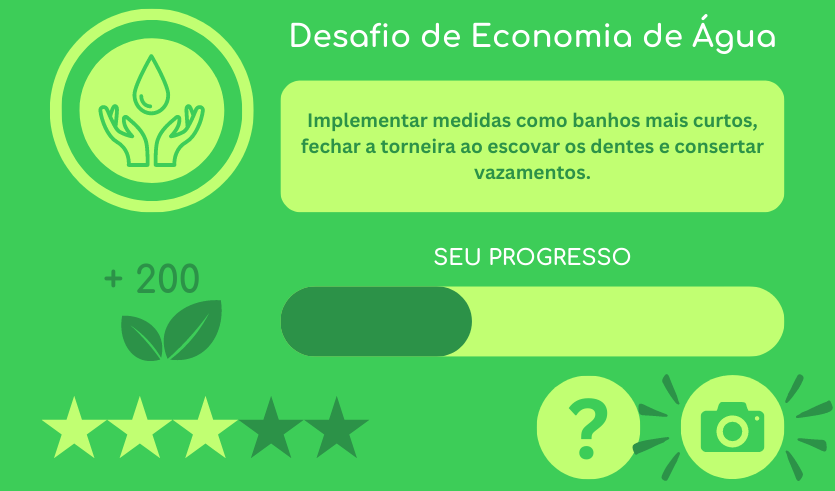 Desafio de Economia de Água
Implementar medidas como banhos mais curtos,
fechar a torneira ao escovar os dentes e consertar
vazamentos.
+ 200
SEU PROGRESSO
?